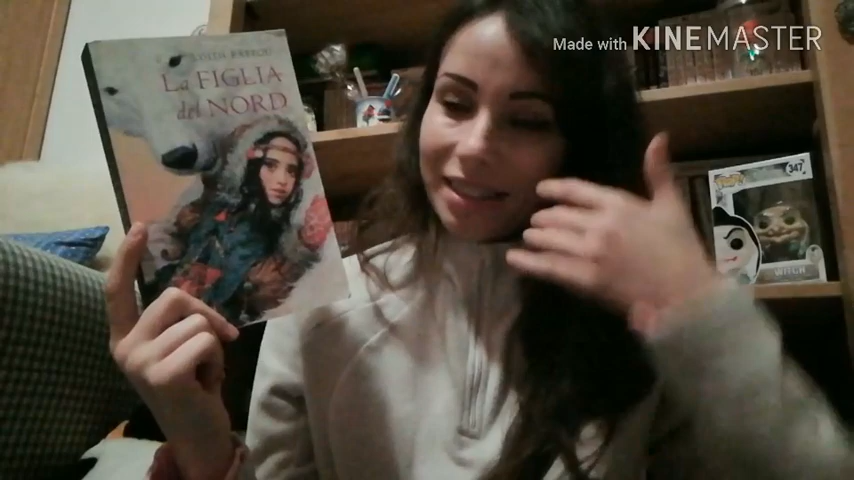 Made with KINEMASTER
La FIGLIA
del NORD
347
WITCH